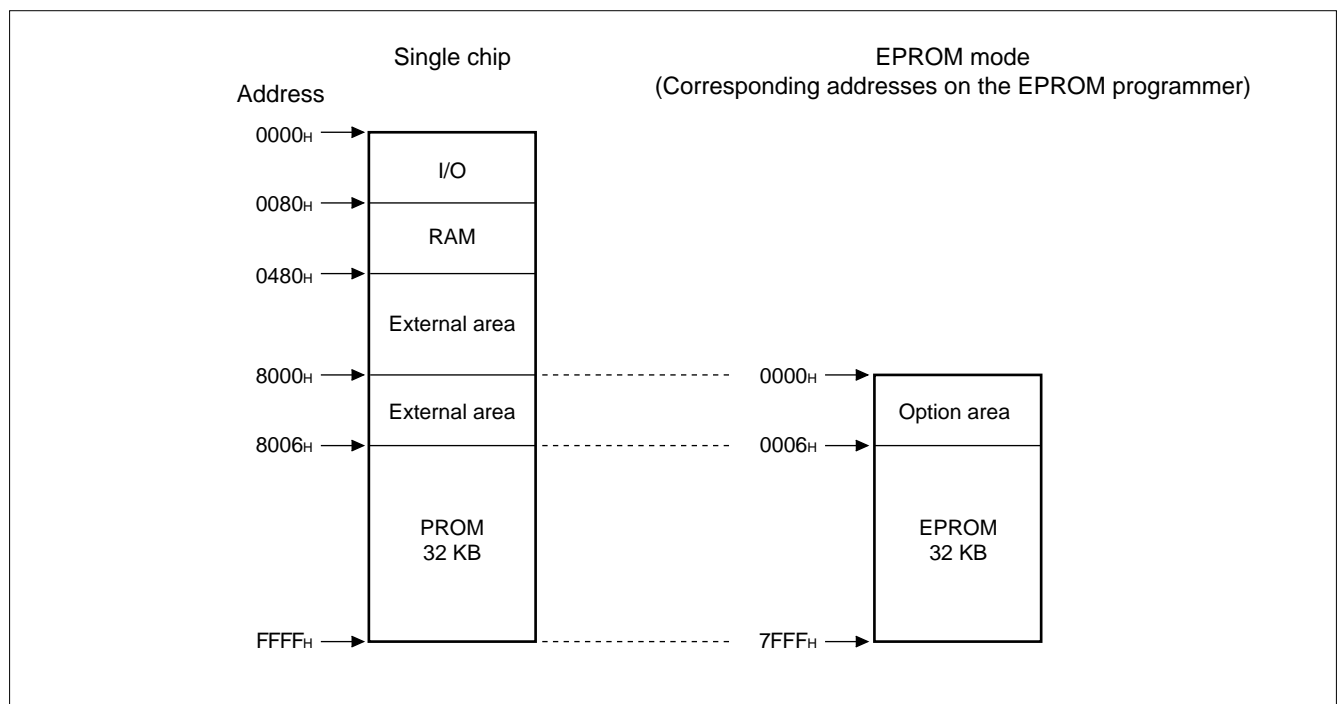 Single chip
EPROM mode
(Corresponding addresses on the EPROM programmer)
Address
0000H
I/O
0080H
RAM
0480H
External area
8000H
0000H
External area
Option area
8006H
0006H
PROM
32 KB
EPROM
32 KB
FFFFH
7FFFH